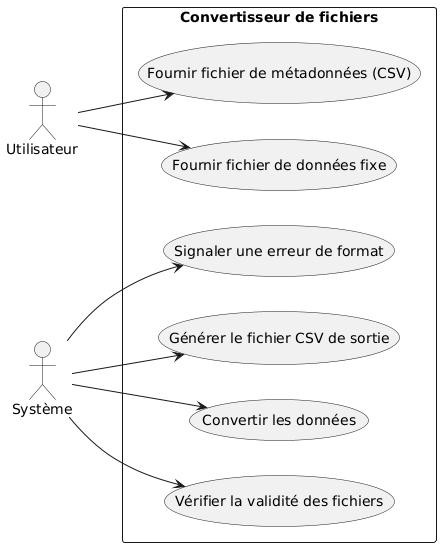 Convertisseur de fichiers
Fournir fichier de métadonnées (CSV)
Utilisateur
Fournir fichier de données fixe
Signaler une erreur de format
Générer le fichier CSV de sortie
Système
Convertir les données
Vérifier la validité des fichiers